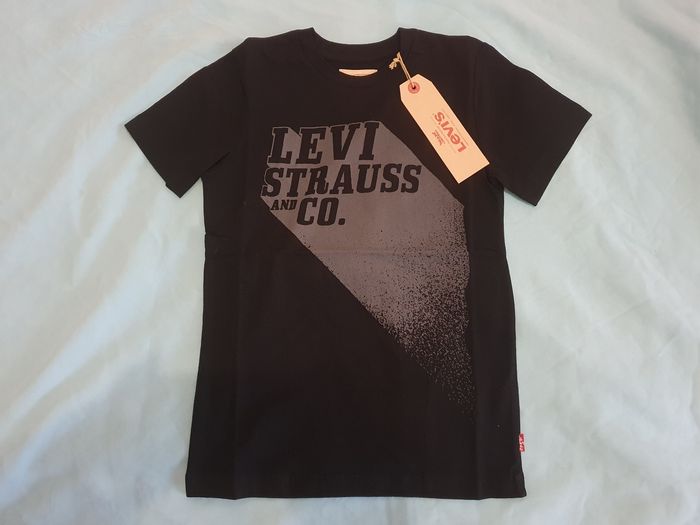 LEVI
STRAUSS
AND CO.
LEVI'S